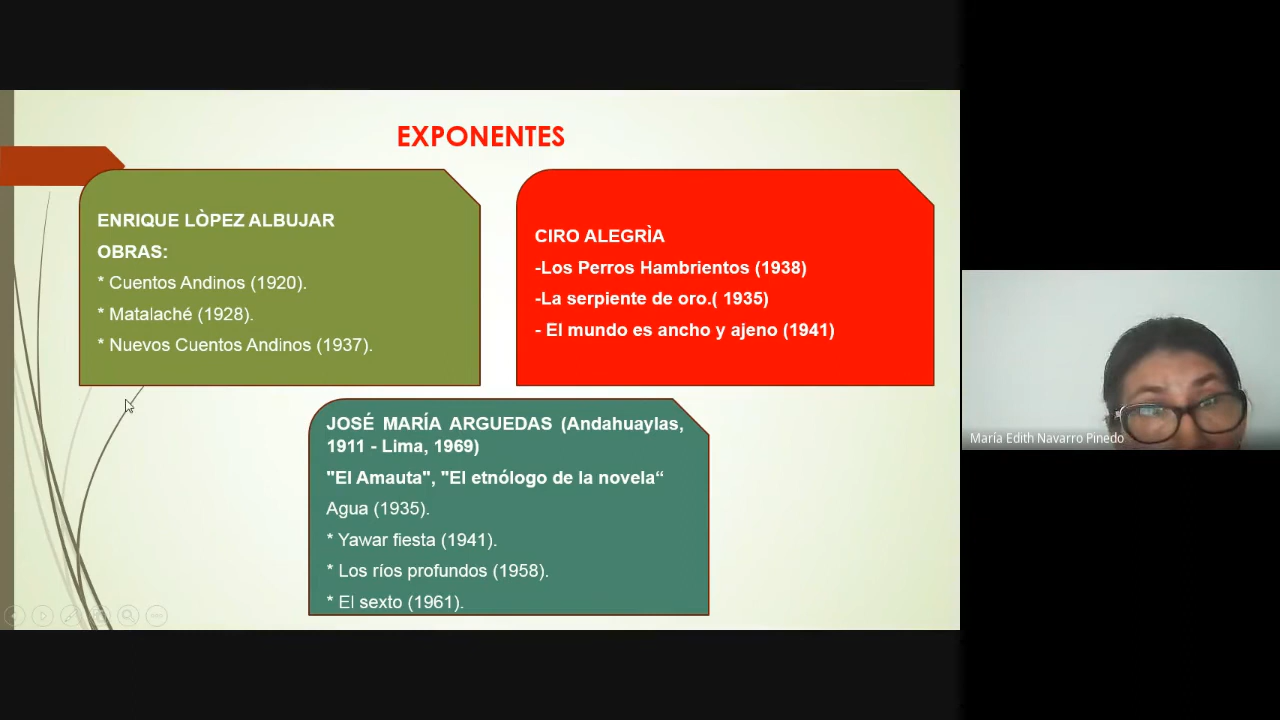 EXPONENTES
ENRIQUE LÒPEZ ALBUJAR
OBRAS:
* Cuentos Andinos (1920).
* Matalaché (1928).
* Nuevos Cuentos Andinos (1937).
CIRO ALEGRÌA
-Los Perros Hambrientos (1938)
-La serpiente de oro.( 1935)
- El mundo es ancho y ajeno (1941)
JOSÉ MARÍA ARGUEDAS (Andahuaylas,
1911 - Lima, 1969)
"El Amauta", "El etnólogo de la novela“
Agua (1935).
* Yawar fiesta (1941).
* Los ríos profundos (1958).
* El sexto (1961).
María Edith Navarro Pinedo